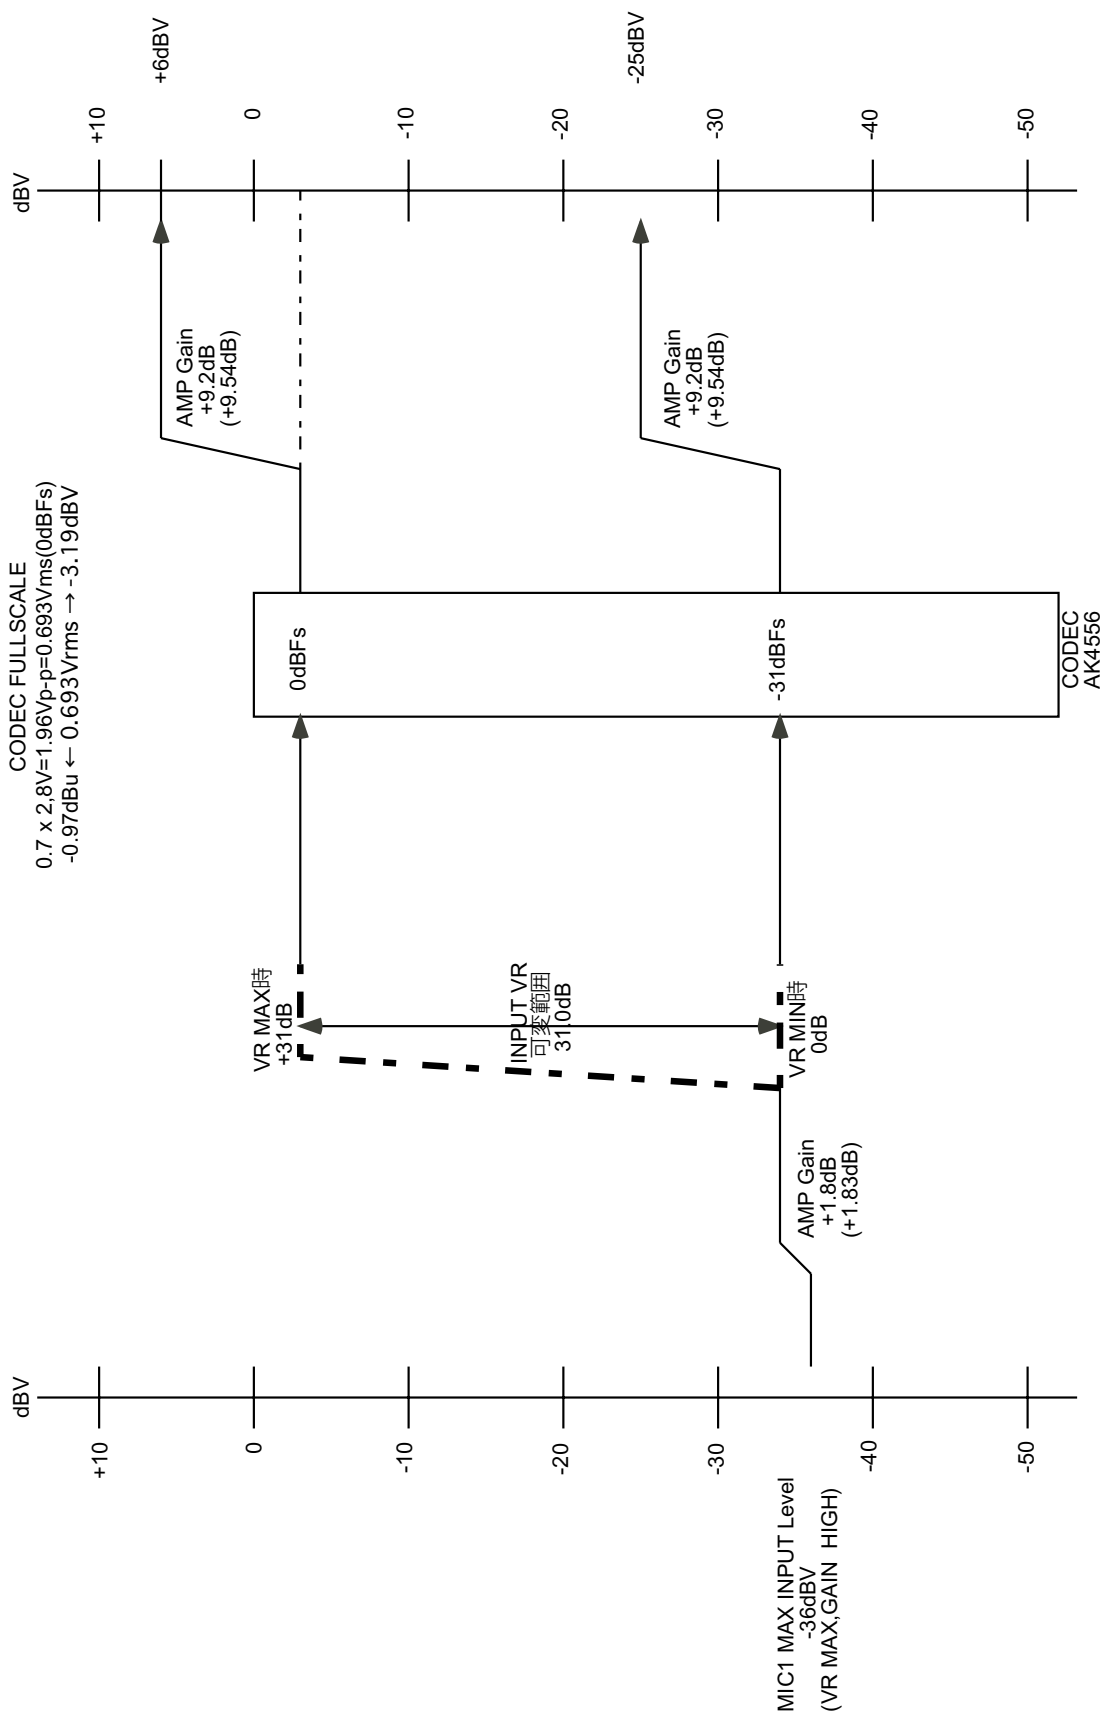 CODEC FULLSCALE
0.7 x 2,8V=1.96Vp-p=0.693Vms(0dBFs)
-0.97dBu ← 0.693Vrms → -3.19dBV
dBV
+10
0
-10
-20
-30
-40
-50
MIC1 MAX INPUT Level
-36dBV
(VR MAX,GAIN HIGH)
AMP Gain
+1.8dB
(+1.83dB)
VR MAX時
+31dB
INPUT VR
可変範囲
31.0dB
VR MIN時
0dB
0dBFs
-31dBFs
CODEC
AK4556
AMP Gain
+9.2dB
(+9.54dB)
AMP Gain
+9.2dB
(+9.54dB)
dBV
+10
0
-10
-20
-30
-40
-50
+6dBV
-25dBV